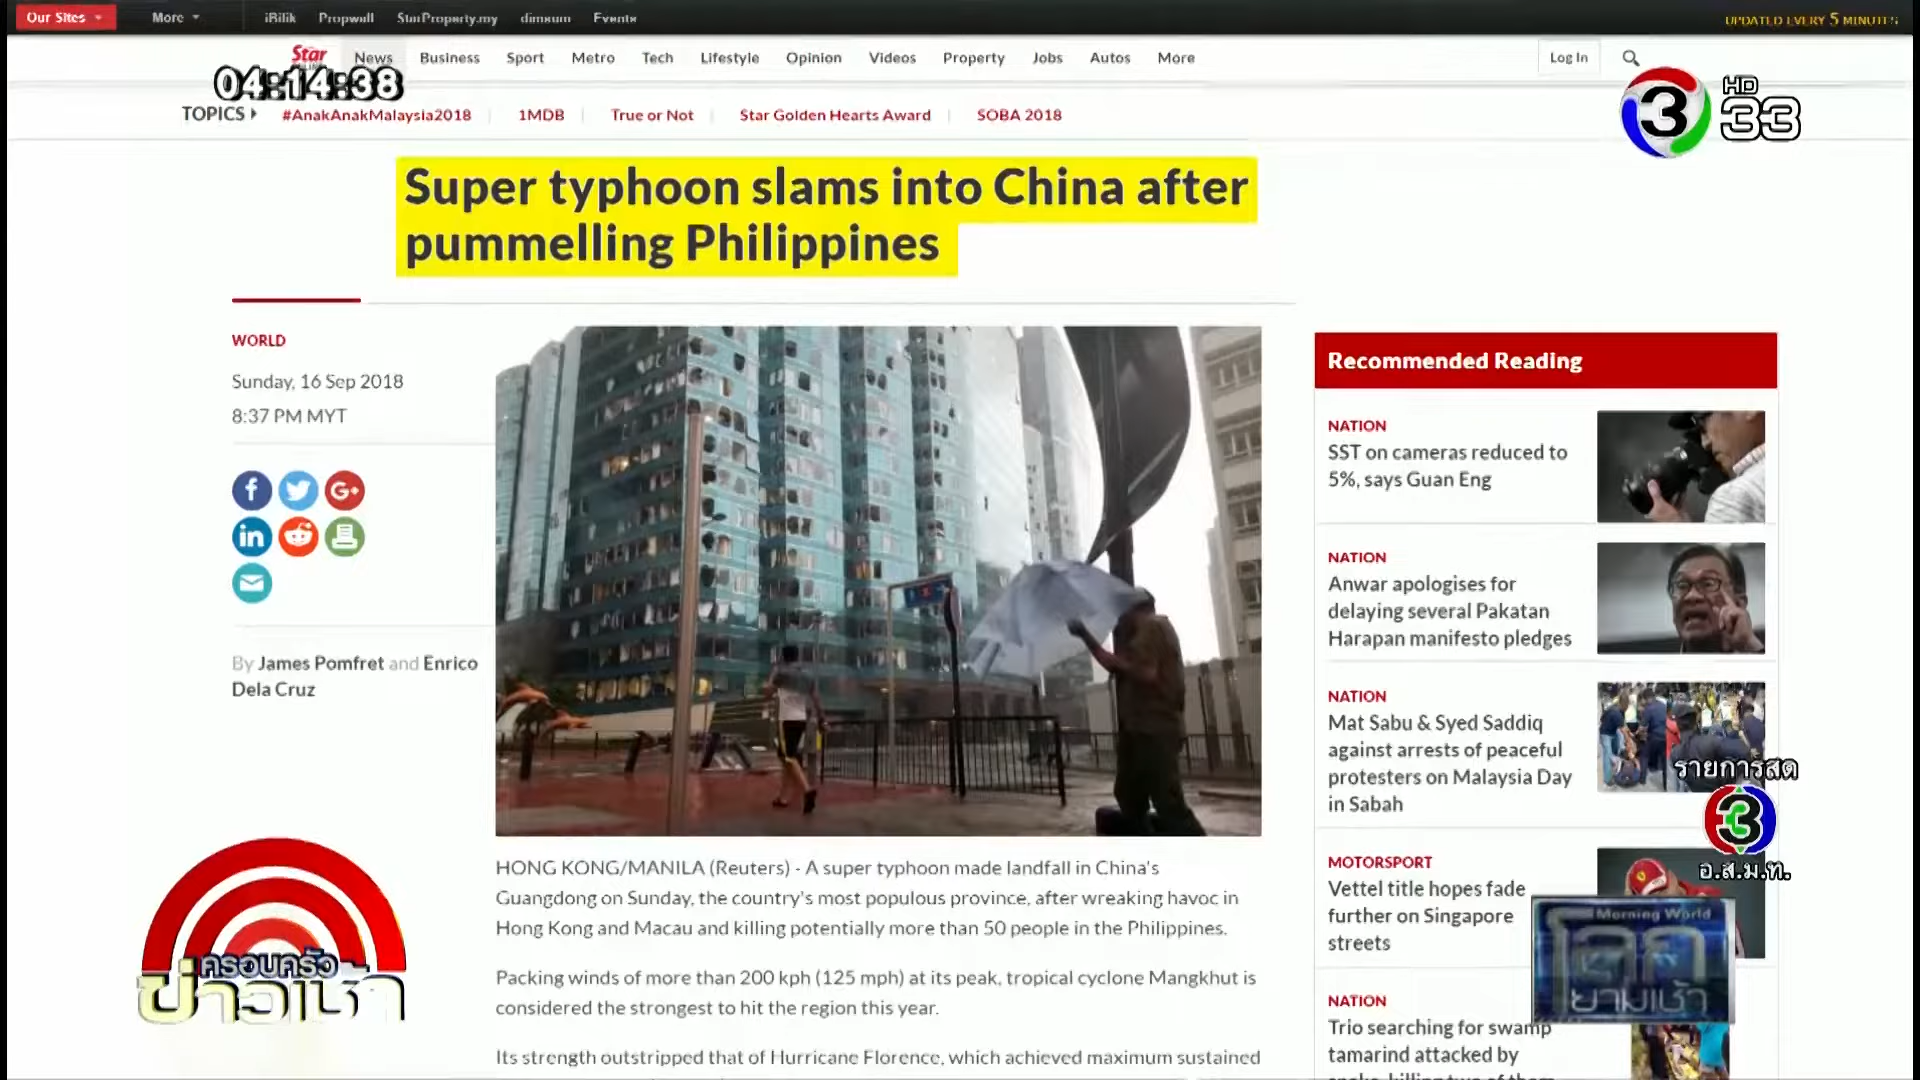 Our Sites
More
iBilik
Propwall
StarProperty.my
dimsum
Events
UPDATED EVERY 5 MINUTES
Star
News
Business
Sport
Metro
Tech
Lifestyle
Opinion
Videos
Property
Jobs
Autos
More
Log In
04:14:38
3
HD
33
TOPICS
#AnakAnakMalaysia2018
1MDB
True or Not
Star Golden Hearts Award
SOBA 2018
Super typhoon slams into China after
pummelling Philippines
WORLD
Sunday, 16 Sep 2018
8:37 PM MYT
By James Pomfret and Enrico
Dela Cruz
HONG KONG/MANILA (Reuters) - A super typhoon made landfall in China's
Guangdong on Sunday, the country's most populous province, after wreaking havoc in
Hong Kong and Macau and killing potentially more than 50 people in the Philippines.
Packing winds of more than 200 kph (125 mph) at its peak, tropical cyclone Mangkhut is
considered the strongest to hit the region this year.
Its strength outstripped that of Hurricane Florence, which achieved maximum sustained
Recommended Reading
NATION
SST on cameras reduced to
5%, says Guan Eng
NATION
Anwar apologises for
delaying several Pakatan
Harapan manifesto pledges
NATION
Mat Sabu & Syed Saddiq
against arrests of peaceful
protesters on Malaysia Day
in Sabah
MOTORSPORT
Vettel title hopes fade
further on Singapore
streets
NATION
Trio searching for swamp
tamarind attacked by
snake, killing two of them
รายการสด
3
อ.ส.ม.ท.
Morning World
โลก
ยามเช้า
ครอบครัว
ข่าวเช้า